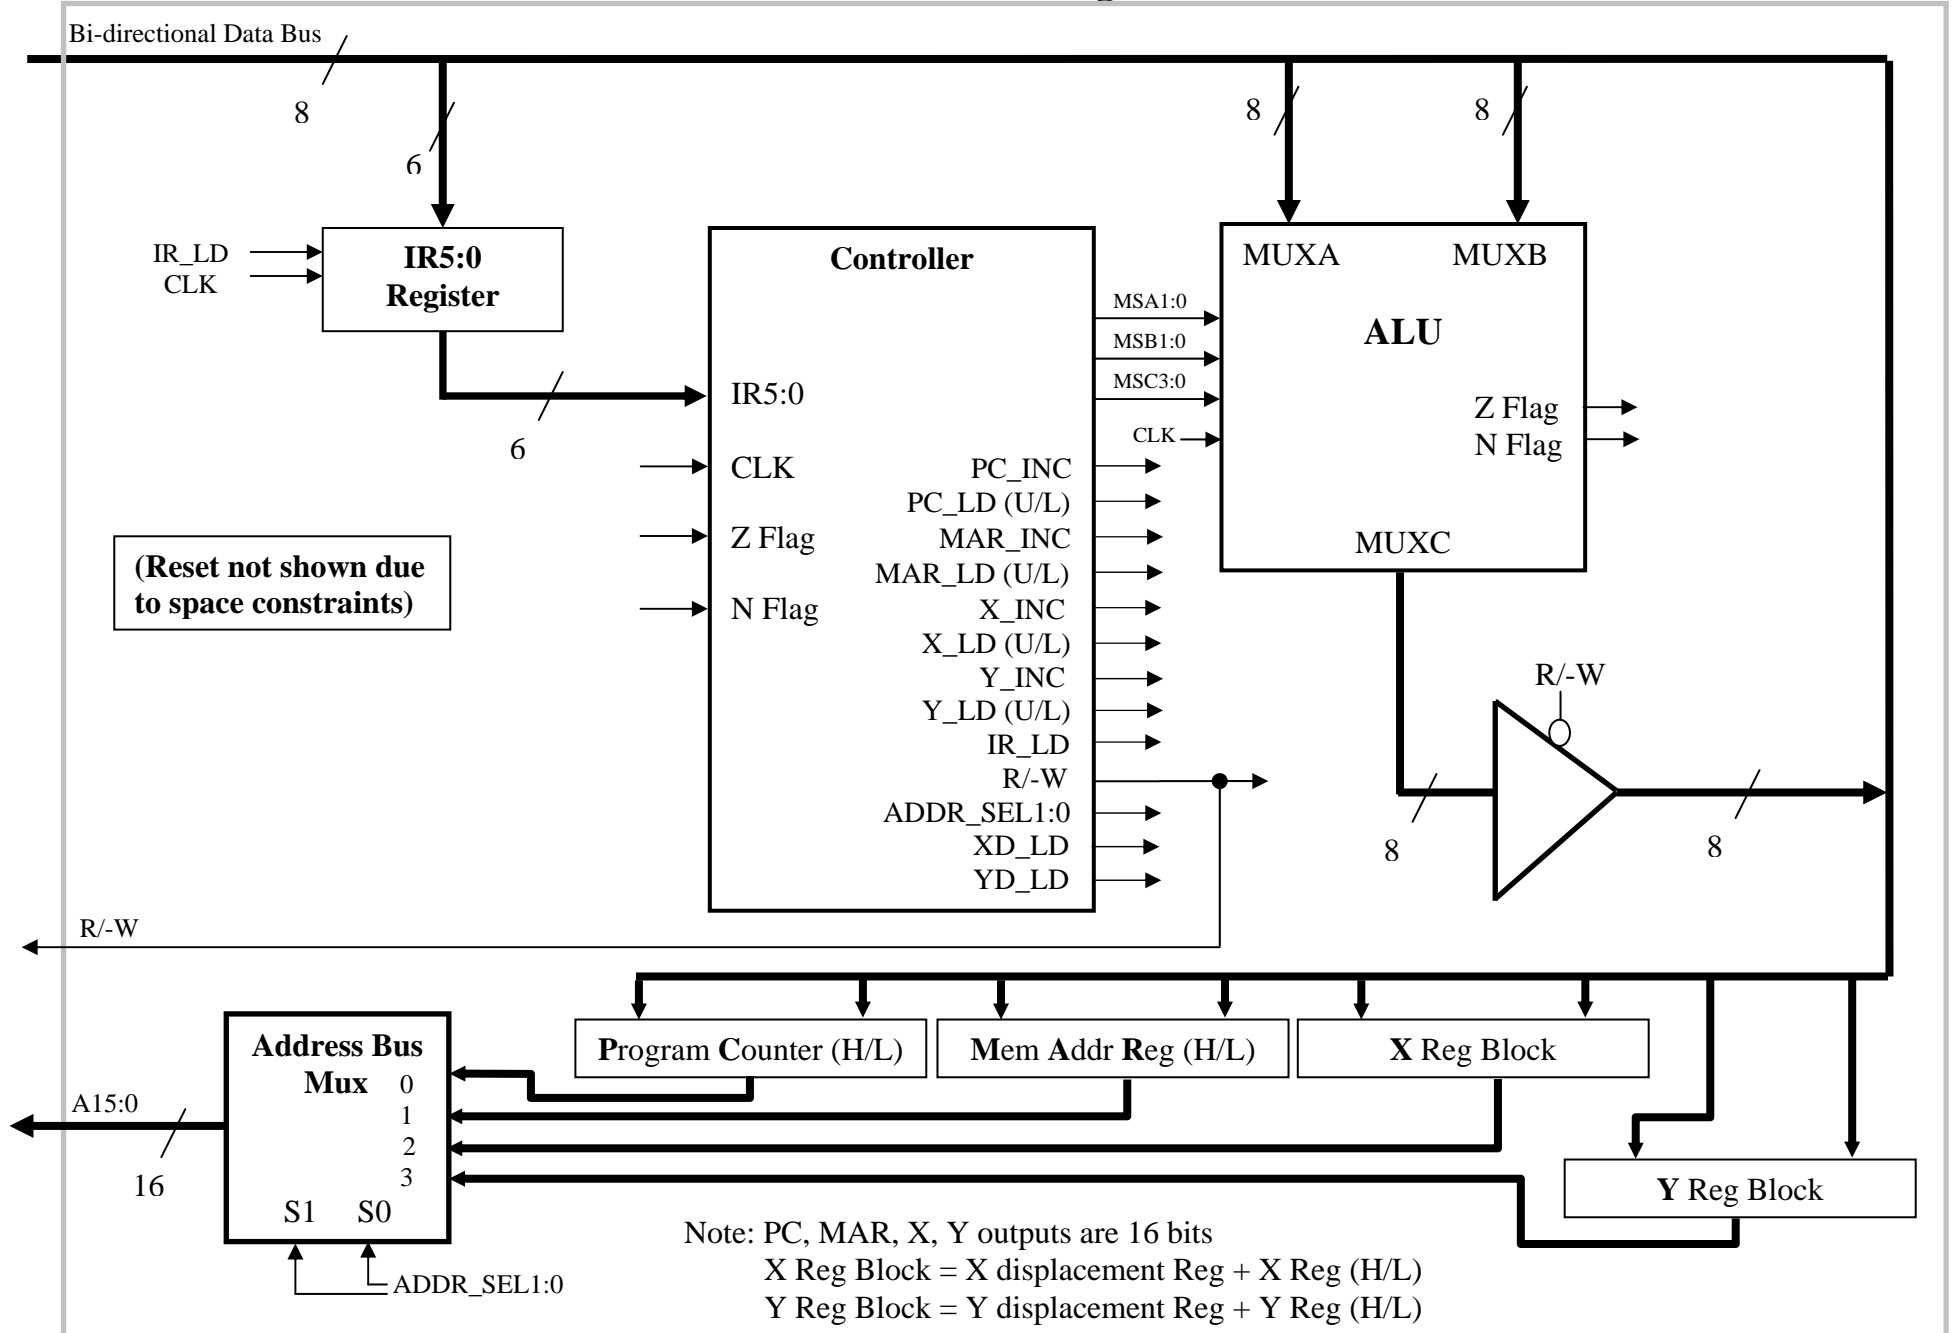 Bi-directional Data Bus
8
6
8
8
IR_LD
CLK
IR5:0
Register
6
(Reset not shown due
to space constraints)
Controller
IR5:0
CLK
Z Flag
N Flag
PC_INC
PC_LD (U/L)
MAR_INC
MAR_LD (U/L)
X_INC
X_LD (U/L)
Y_INC
Y_LD (U/L)
IR_LD
R/-W
ADDR_SEL1:0
XD_LD
YD_LD
MSA1:0
MSB1:0
MSC3:0
CLK
MUXA
MUXB
ALU
Z Flag
N Flag
MUXC
R/-W
8
8
R/-W
Address Bus
Mux
0
1
2
3
S1
S0
A15:0
16
ADDR_SEL1:0
Program Counter (H/L)
Mem Addr Reg (H/L)
X Reg Block
Y Reg Block
Note: PC, MAR, X, Y outputs are 16 bits
X Reg Block = X displacement Reg + X Reg (H/L)
Y Reg Block = Y displacement Reg + Y Reg (H/L)